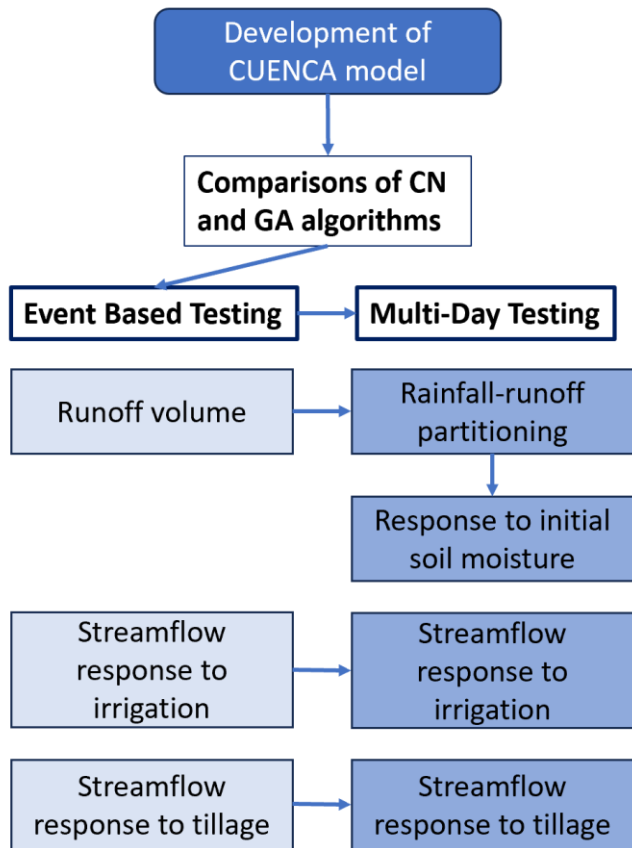 Development of
CUENCA model
Comparisons of CN
and GA algorithms
Event Based Testing
Multi-Day Testing
Runoff volume
Rainfall-runoff
partitioning
Response to initial
soil moisture
Streamflow
response to
irrigation
Streamflow
response to
irrigation
Streamflow
response to tillage
Streamflow
response to tillage